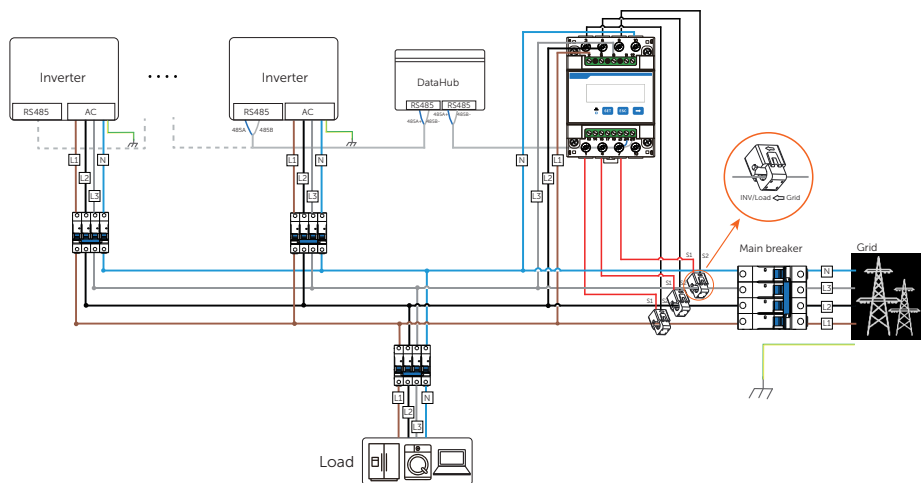 Inverter
RS485
AC
Inverter
RS485
AC
DataHub
RS485
RS485
485A
485B
485A+
485B-
485A+
485B-
SET
ESC
L1
L2
L3
N
L1
L2
L3
N
N
L3
L2
L1
INV/Load
Grid
S1
S2
S1
S1
Main breaker
Grid
N
L3
L2
L1
L1
L2
L3
N
Load